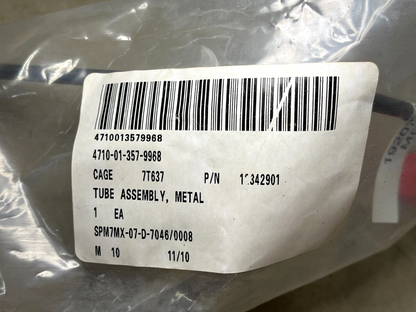 4710013579968
4710-01-357-9968
CAGE 7T637 P/N
TUBE ASSEMBLY, METAL
1 EA
SPM7MX-07-D-7046/0008
M 10 11/10